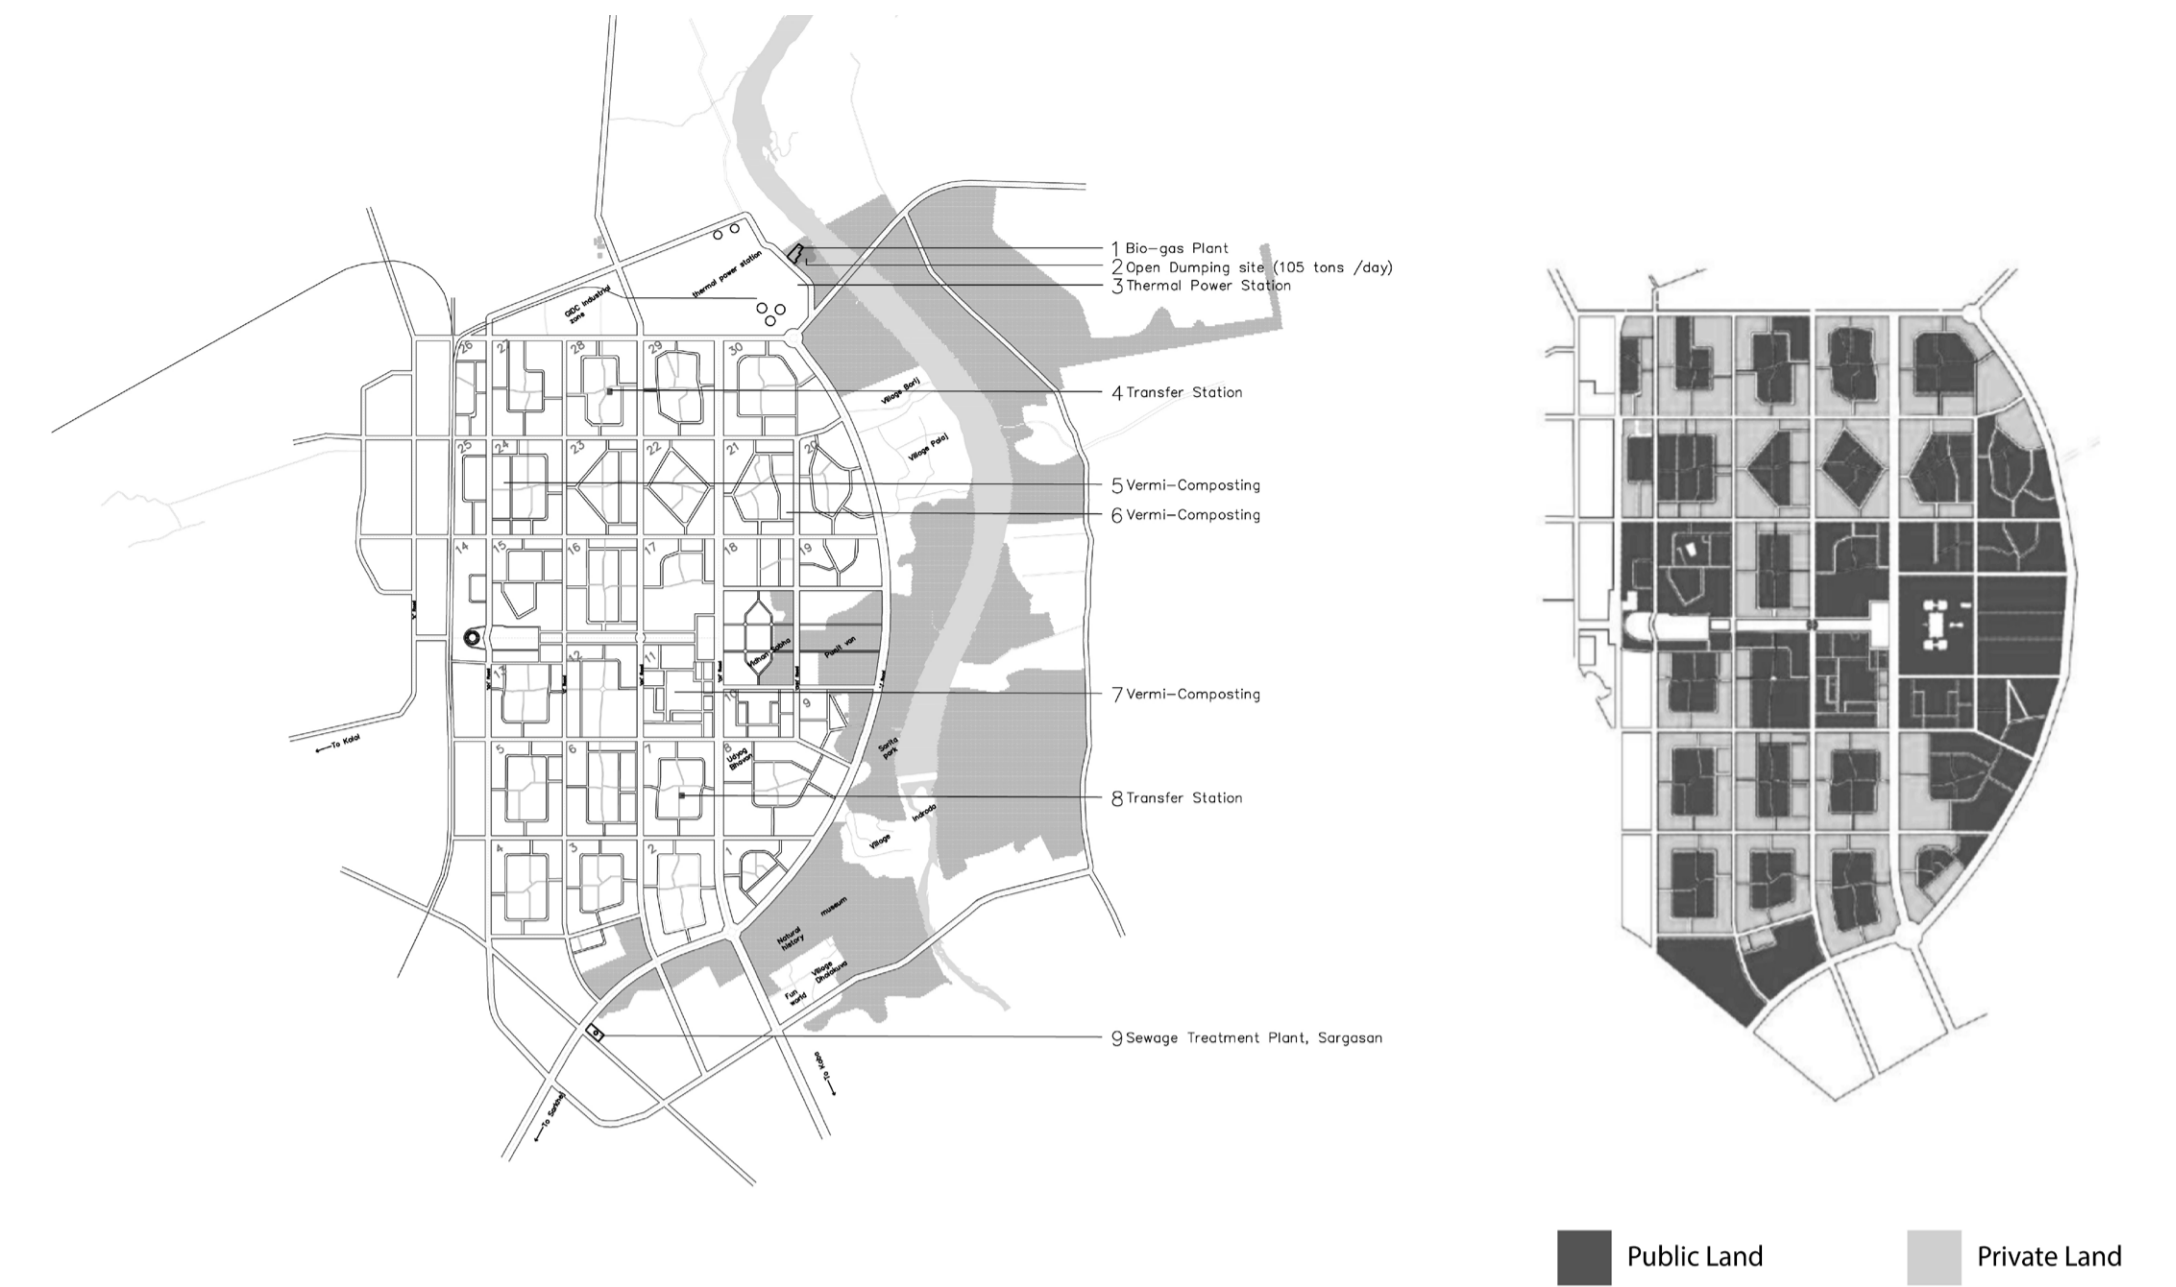 1 Bio-gas Plant
2 Open Dumping site (105 tons /day)
3 Thermal Power Station
thermal power station
GIDC industrial
zone
26
27
28
29
30
4 Transfer Station
Village Borij
Village Palaj
25
24
23
22
21
20
5 Vermi-Composting
6 Vermi-Composting
14
15
16
17
18
19
Vidhan Sabha
Punit van
13
12
11
10
9
7 Vermi-Composting
To Kalol
Sarita
park
5
6
7
8
Udyog
Bhavan
8 Transfer Station
Village
Indroda
4
3
2
1
museum
Natural
history
Village
Dholakuva
Fun
world
9 Sewage Treatment Plant, Sargasan
To Koba
To Sarkhej
Public Land
Private Land